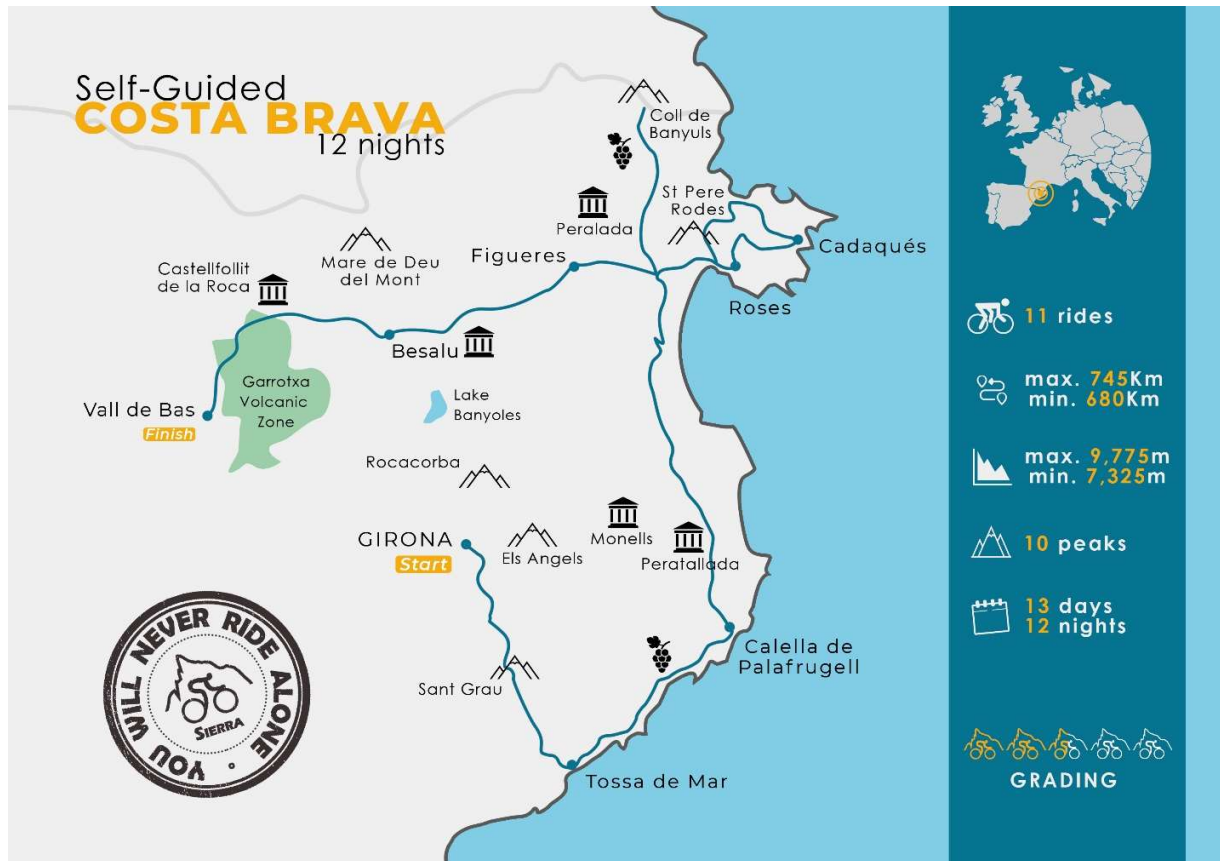 Self-Guided
COSTA BRAVA
12 nights
Coll de
Banyuls
St Pere
Rodes
Peralada
Cadaqués
Figueres
Mare de Deu
del Mont
Castellfollit
de la Roca
Roses
Besalu
Garrotxa
Volcanic
Zone
Lake
Banyoles
Vall de Bas
Finish
Rocacorba
GIRONA
Start
Els Angels
Monells
Peratallada
Calella de
Palafrugell
Sant Grau
Tossa de Mar
YOU WILL NEVER RIDE ALONE ·
SIERRA
11 rides
max. 745Km
min. 680Km
max. 9,775m
min. 7,325m
10 peaks
13 days
12 nights
GRADING